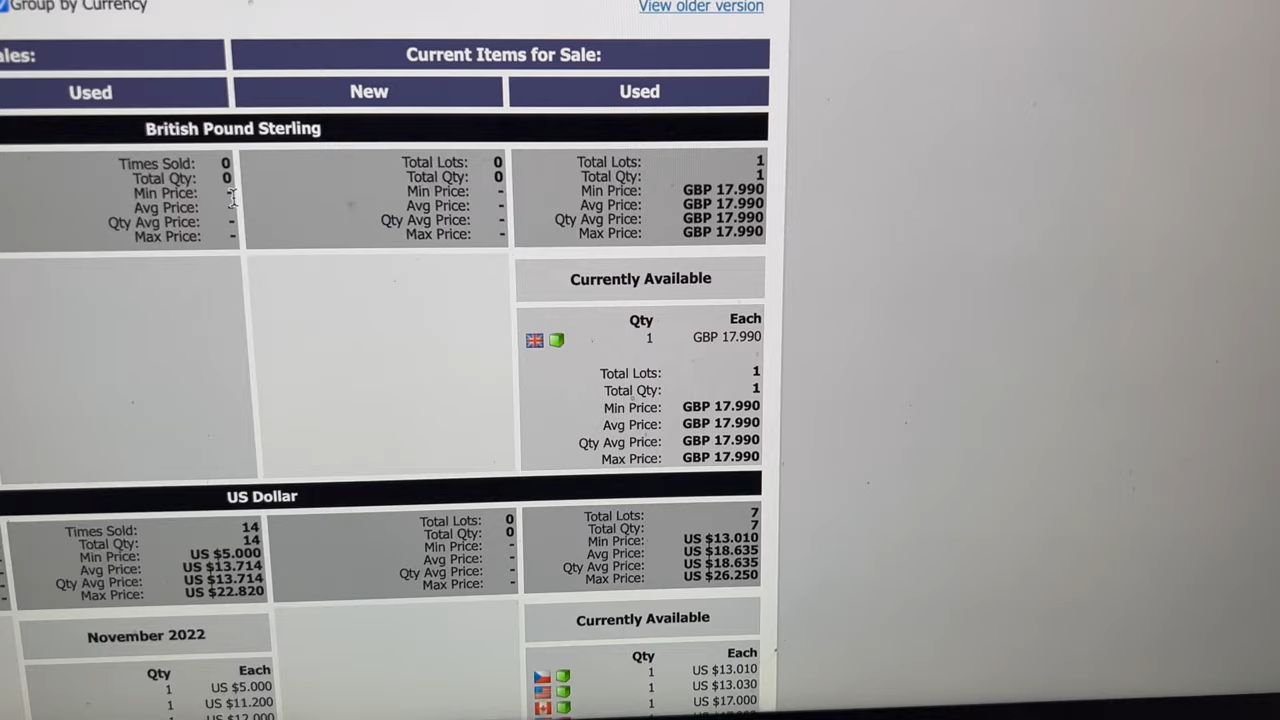 Group by Currency
View older version
ales:
Current Items for Sale:
Used
New
Used
British Pound Sterling
Times Sold: 0
Total Qty: 0
Min Price: -
Avg Price: -
Qty Avg Price: -
Max Price: -
Total Lots: 0
Total Qty: 0
Min Price: -
Avg Price: -
Qty Avg Price: -
Max Price: -
Total Lots: 1
Total Qty: 1
Min Price: GBP 17.990
Avg Price: GBP 17.990
Qty Avg Price: GBP 17.990
Max Price: GBP 17.990
Currently Available
Qty Each
1 GBP 17.990
Total Lots: 1
Total Qty: 1
Min Price: GBP 17.990
Avg Price: GBP 17.990
Qty Avg Price: GBP 17.990
Max Price: GBP 17.990
US Dollar
Times Sold: 14
Total Qty: 14
Min Price: US $5.000
Avg Price: US $13.714
Qty Avg Price: US $13.714
Max Price: US $22.820
Total Lots: 0
Total Qty: 0
Min Price: -
Avg Price: -
Qty Avg Price: -
Max Price: -
Total Lots: 7
Total Qty: 7
Min Price: US $13.010
Avg Price: US $18.635
Qty Avg Price: US $18.635
Max Price: US $26.250
November 2022
Qty Each
1 US $5.000
1 US $11.200
1 US $12.000
Currently Available
Qty Each
1 US $13.010
1 US $13.030
1 US $17.000